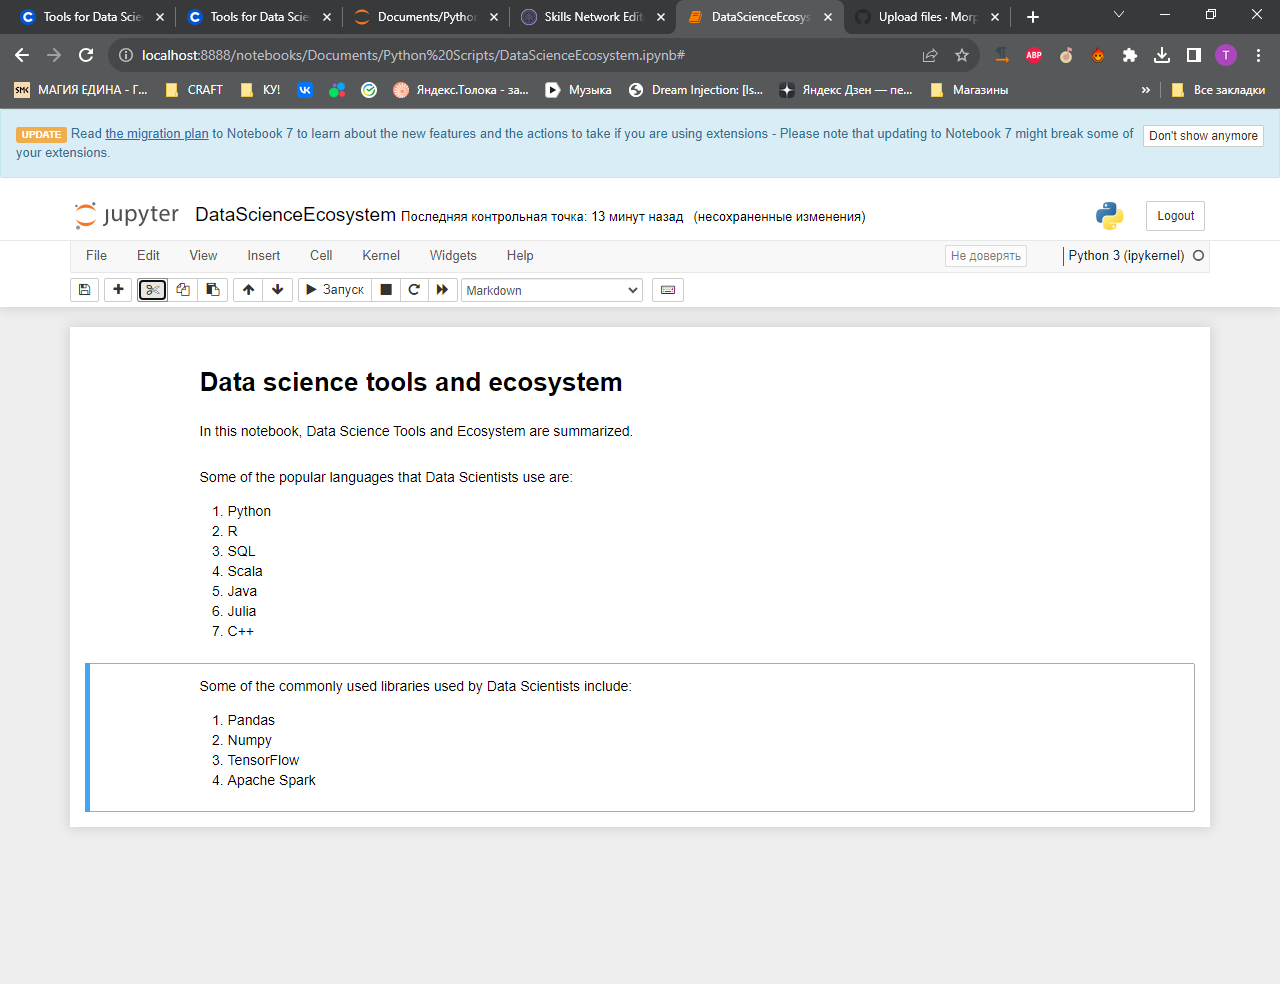 Tools for Data Scie
Tools for Data Scie
Documents/Python
Skills Network Edit
DataScienceEcosys
Upload files · Morp
localhost:8888/notebooks/Documents/Python%20Scripts/DataScienceEcosystem.ipynb#
ABP
T
SMK МАГИЯ ЕДИНА - Г...
CRAFT
КУ!
Яндекс.Толока - за...
Музыка
Dream Injection: [Is...
Яндекс Дзен — пе...
Магазины
»
Все закладки
UPDATE Read the migration plan to Notebook 7 to learn about the new features and the actions to take if you are using extensions - Please note that updating to Notebook 7 might break some of
your extensions.
Don't show anymore
jupyter DataScienceEcosystem Последняя контрольная точка: 13 минут назад (несохраненные изменения)
Logout
File Edit View Insert Cell Kernel Widgets Help
Не доверять
Python 3 (ipykernel)
Запуск
Markdown
Data science tools and ecosystem
In this notebook, Data Science Tools and Ecosystem are summarized.
Some of the popular languages that Data Scientists use are:
1. Python
2. R
3. SQL
4. Scala
5. Java
6. Julia
7. C++
Some of the commonly used libraries used by Data Scientists include:
1. Pandas
2. Numpy
3. TensorFlow
4. Apache Spark